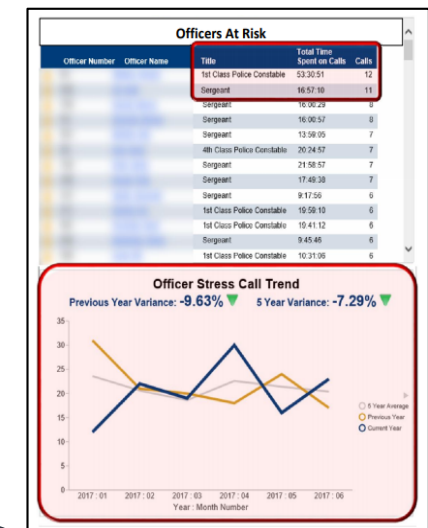 Officers At Risk
Officer Number Officer Name Title Total Time Spent on Calls Calls
1st Class Police Constable 53:30:51 12
Sergeant 16:57:10 11
Sergeant 16:00:29 8
Sergeant 16:00:57 8
Sergeant 13:59:05 7
4th Class Police Constable 20:24:57 7
Sergeant 21:58:57 7
Sergeant 17:49:38 7
Sergeant 9:17:56 6
1st Class Police Constable 19:59:10 6
1st Class Police Constable 19:41:12 6
Sergeant 9:45:46 6
1st Class Police Constable 10:31:06 6
Officer Stress Call Trend
Previous Year Variance: -9.63% ▼ 5 Year Variance: -7.29% ▼
35
30
25
20
15
10
5
0
5 Year Average
Previous Year
Current Year
2017 : 01 2017 : 02 2017 : 03 2017 : 04 2017 : 05 2017 : 06
Year : Month Number